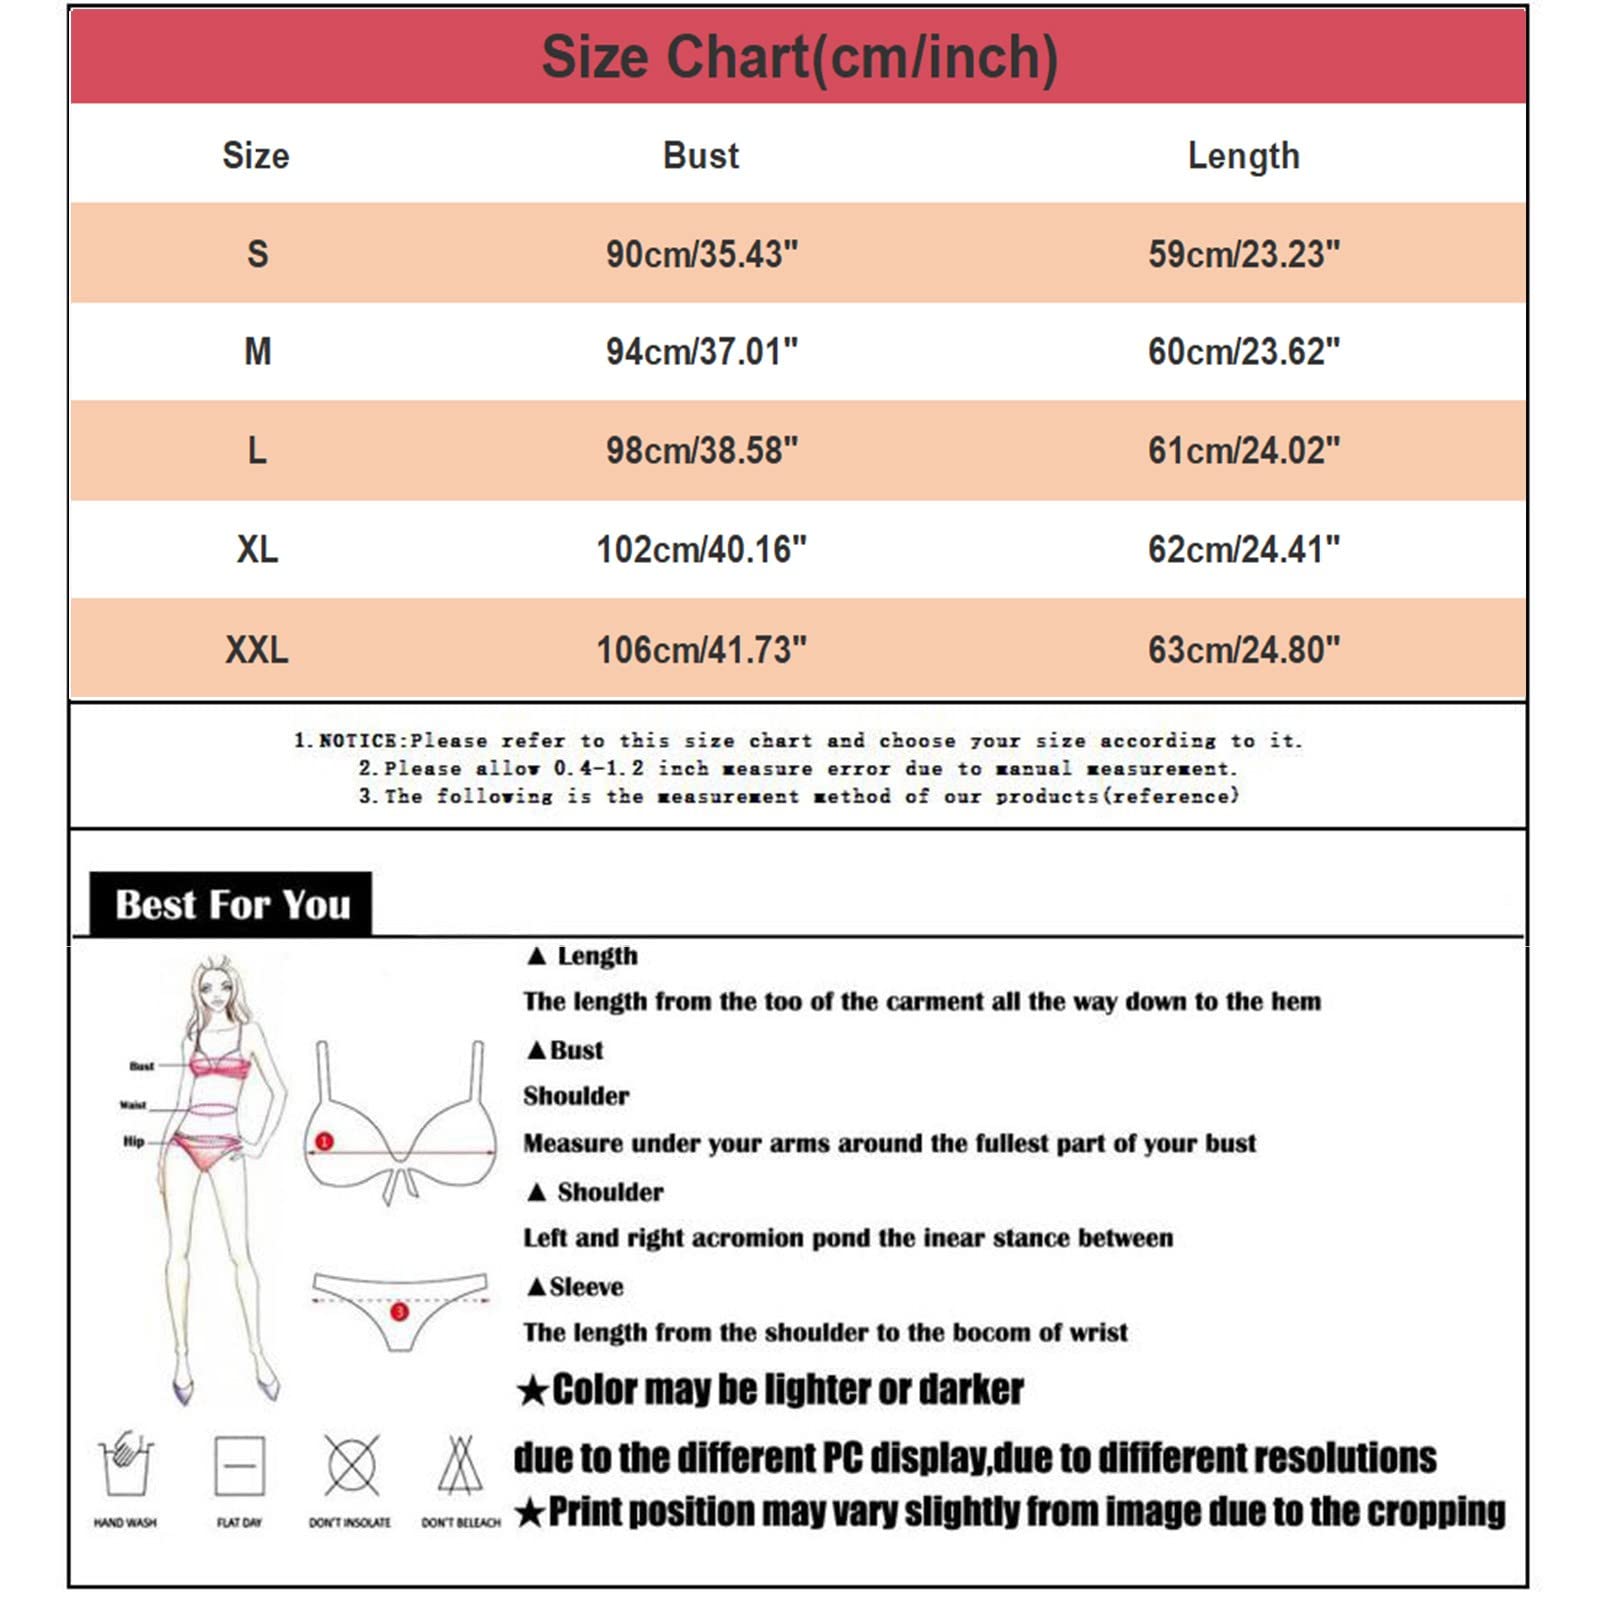 Size Chart(cm/inch)
Size Bust Length
S 90cm/35.43" 59cm/23.23"
M 94cm/37.01" 60cm/23.62"
L 98cm/38.58" 61cm/24.02"
XL 102cm/40.16" 62cm/24.41"
XXL 106cm/41.73" 63cm/24.80"
1.NOTICE:Please refer to this size chart and choose your size according to it.
2.Please allow 0.4-1.2 inch measure error due to manual measurement.
3.The following is the measurement method of our products(reference)
Best For You
Bust
Waist
Hip
1
3
▲ Length
The length from the too of the carment all the way down to the hem
▲Bust
Shoulder
Measure under your arms around the fullest part of your bust
▲ Shoulder
Left and right acromion pond the inear stance between
▲Sleeve
The length from the shoulder to the bocom of wrist
★Color may be lighter or darker
due to the different PC display,due to dififferent resolutions
★Print position may vary slightly from image due to the cropping
HAND WASH FLAT DAY DON'T INSOLATE DON'T BELEACH